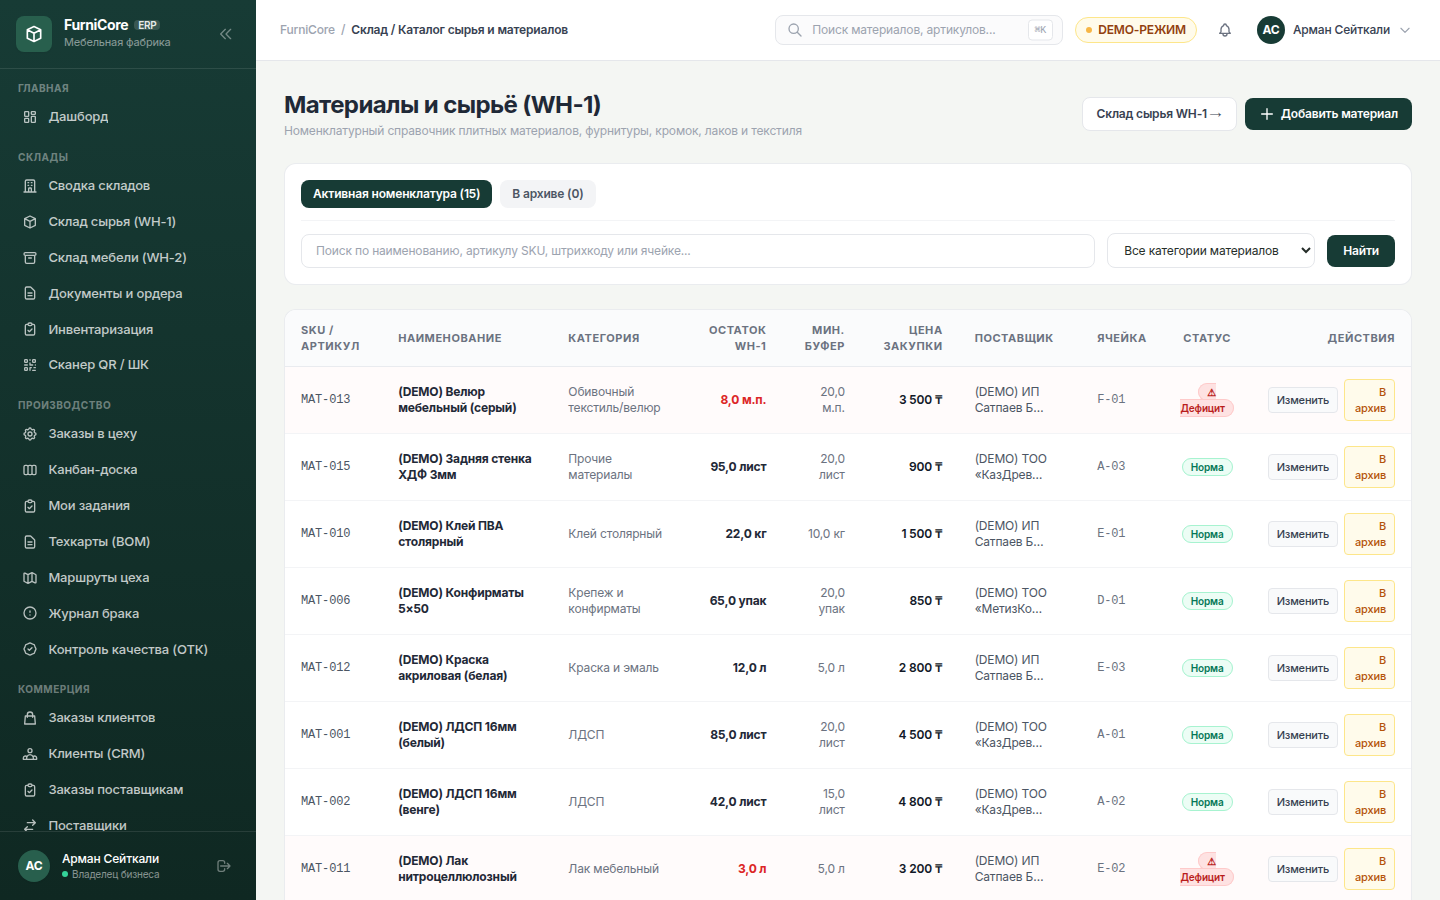 FurniCore ERP
Мебельная фабрика
ГЛАВНАЯ
Дашборд
СКЛАДЫ
Сводка складов
Склад сырья (WH-1)
Склад мебели (WH-2)
Документы и ордера
Инвентаризация
Сканер QR / ШК
ПРОИЗВОДСТВО
Заказы в цеху
Канбан-доска
Мои задания
Техкарты (BOM)
Маршруты цеха
Журнал брака
Контроль качества (ОТК)
КОММЕРЦИЯ
Заказы клиентов
Клиенты (CRM)
Заказы поставщикам
Поставщики
АС Арман Сейткали
Владелец бизнеса
FurniCore / Склад / Каталог сырья и материалов
Поиск материалов, артикулов... ⌘K
DEMO-РЕЖИМ
АС Арман Сейткали
Материалы и сырьё (WH-1)
Номенклатурный справочник плитных материалов, фурнитуры, кромок, лаков и текстиля
Склад сырья WH-1 →
Добавить материал
Активная номенклатура (15) В архиве (0)
Поиск по наименованию, артикулу SKU, штрихкоду или ячейке...
Все категории материалов
Найти
SKU / АРТИКУЛ НАИМЕНОВАНИЕ КАТЕГОРИЯ ОСТАТОК WH-1 МИН. БУФЕР ЦЕНА ЗАКУПКИ ПОСТАВЩИК ЯЧЕЙКА СТАТУС ДЕЙСТВИЯ
MAT-013 (DEMO) Велюр мебельный (серый) Обивочный текстиль/велюр 8,0 м.п. 20,0 м.п. 3 500 ₸ (DEMO) ИП Сатпаев Б... F-01 ⚠ Дефицит Изменить В архив
MAT-015 (DEMO) Задняя стенка ХДФ 3мм Прочие материалы 95,0 лист 20,0 лист 900 ₸ (DEMO) ТОО «КазДрев... A-03 Норма Изменить В архив
MAT-010 (DEMO) Клей ПВА столярный Клей столярный 22,0 кг 10,0 кг 1 500 ₸ (DEMO) ИП Сатпаев Б... E-01 Норма Изменить В архив
MAT-006 (DEMO) Конфирматы 5×50 Крепеж и конфирматы 65,0 упак 20,0 упак 850 ₸ (DEMO) ТОО «МетизКо... D-01 Норма Изменить В архив
MAT-012 (DEMO) Краска акриловая (белая) Краска и эмаль 12,0 л 5,0 л 2 800 ₸ (DEMO) ИП Сатпаев Б... E-03 Норма Изменить В архив
MAT-001 (DEMO) ЛДСП 16мм (белый) ЛДСП 85,0 лист 20,0 лист 4 500 ₸ (DEMO) ТОО «КазДрев... A-01 Норма Изменить В архив
MAT-002 (DEMO) ЛДСП 16мм (венге) ЛДСП 42,0 лист 15,0 лист 4 800 ₸ (DEMO) ТОО «КазДрев... A-02 Норма Изменить В архив
MAT-011 (DEMO) Лак нитроцеллюлозный Лак мебельный 3,0 л 5,0 л 3 200 ₸ (DEMO) ИП Сатпаев Б... E-02 ⚠ Дефицит Изменить В архив